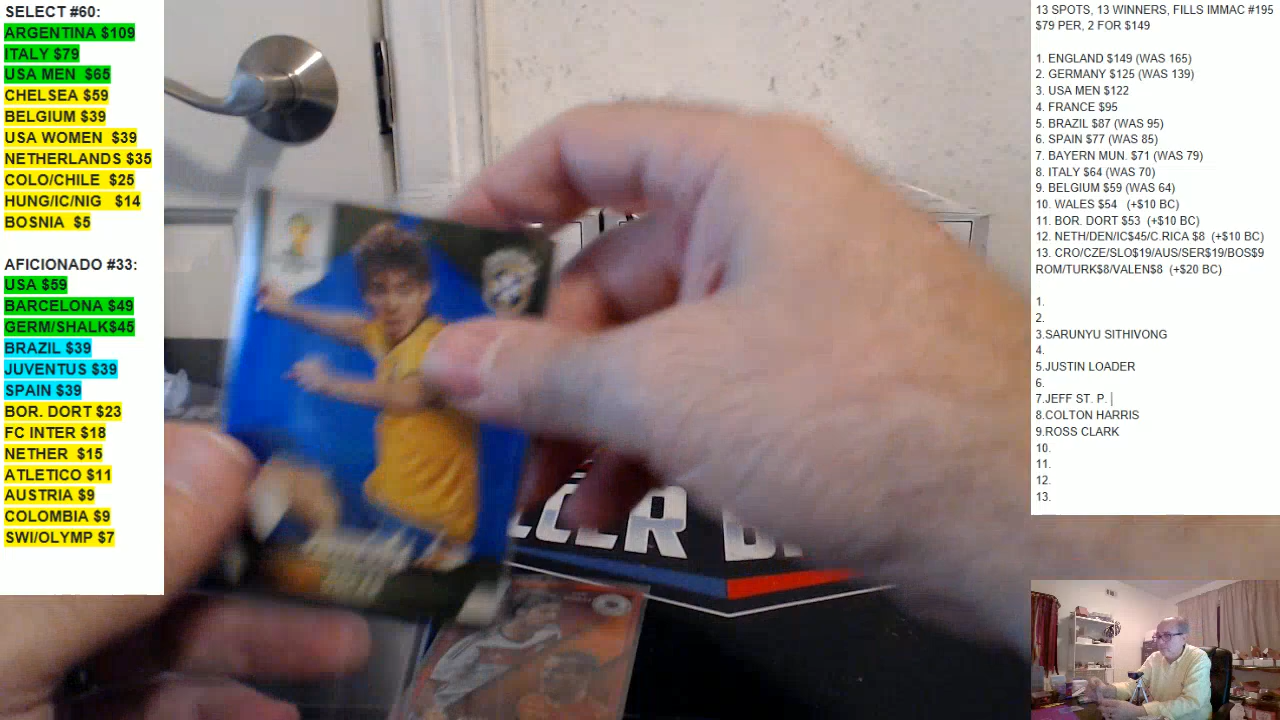 SELECT #60:
ARGENTINA $109
ITALY $79
USA MEN $65
CHELSEA $59
BELGIUM $39
USA WOMEN $39
NETHERLANDS $35
COLO/CHILE $25
HUNG/IC/NIG $14
BOSNIA $5
AFICIONADO #33:
USA $59
BARCELONA $49
GERM/SHALK$45
BRAZIL $39
JUVENTUS $39
SPAIN $39
BOR. DORT $23
FC INTER $18
NETHER $15
ATLETICO $11
AUSTRIA $9
COLOMBIA $9
SWI/OLYMP $7
13 SPOTS, 13 WINNERS, FILLS IMMAC #195
$79 PER, 2 FOR $149
1. ENGLAND $149 (WAS 165)
2. GERMANY $125 (WAS 139)
3. USA MEN $122
4. FRANCE $95
5. BRAZIL $87 (WAS 95)
6. SPAIN $77 (WAS 85)
7. BAYERN MUN. $71 (WAS 79)
8. ITALY $64 (WAS 70)
9. BELGIUM $59 (WAS 64)
10. WALES $54 (+$10 BC)
11. BOR. DORT $53 (+$10 BC)
12. NETH/DEN/IC$45/C.RICA $8 (+$10 BC)
13. CRO/CZE/SLO$19/AUS/SER$19/BOS$9
ROM/TURK$8/VALEN$8 (+$20 BC)
1.
2.
3.SARUNYU SITHIVONG
4.
5.JUSTIN LOADER
6.
7.JEFF ST. P.
8.COLTON HARRIS
9.ROSS CLARK
10.
11.
12.
13.